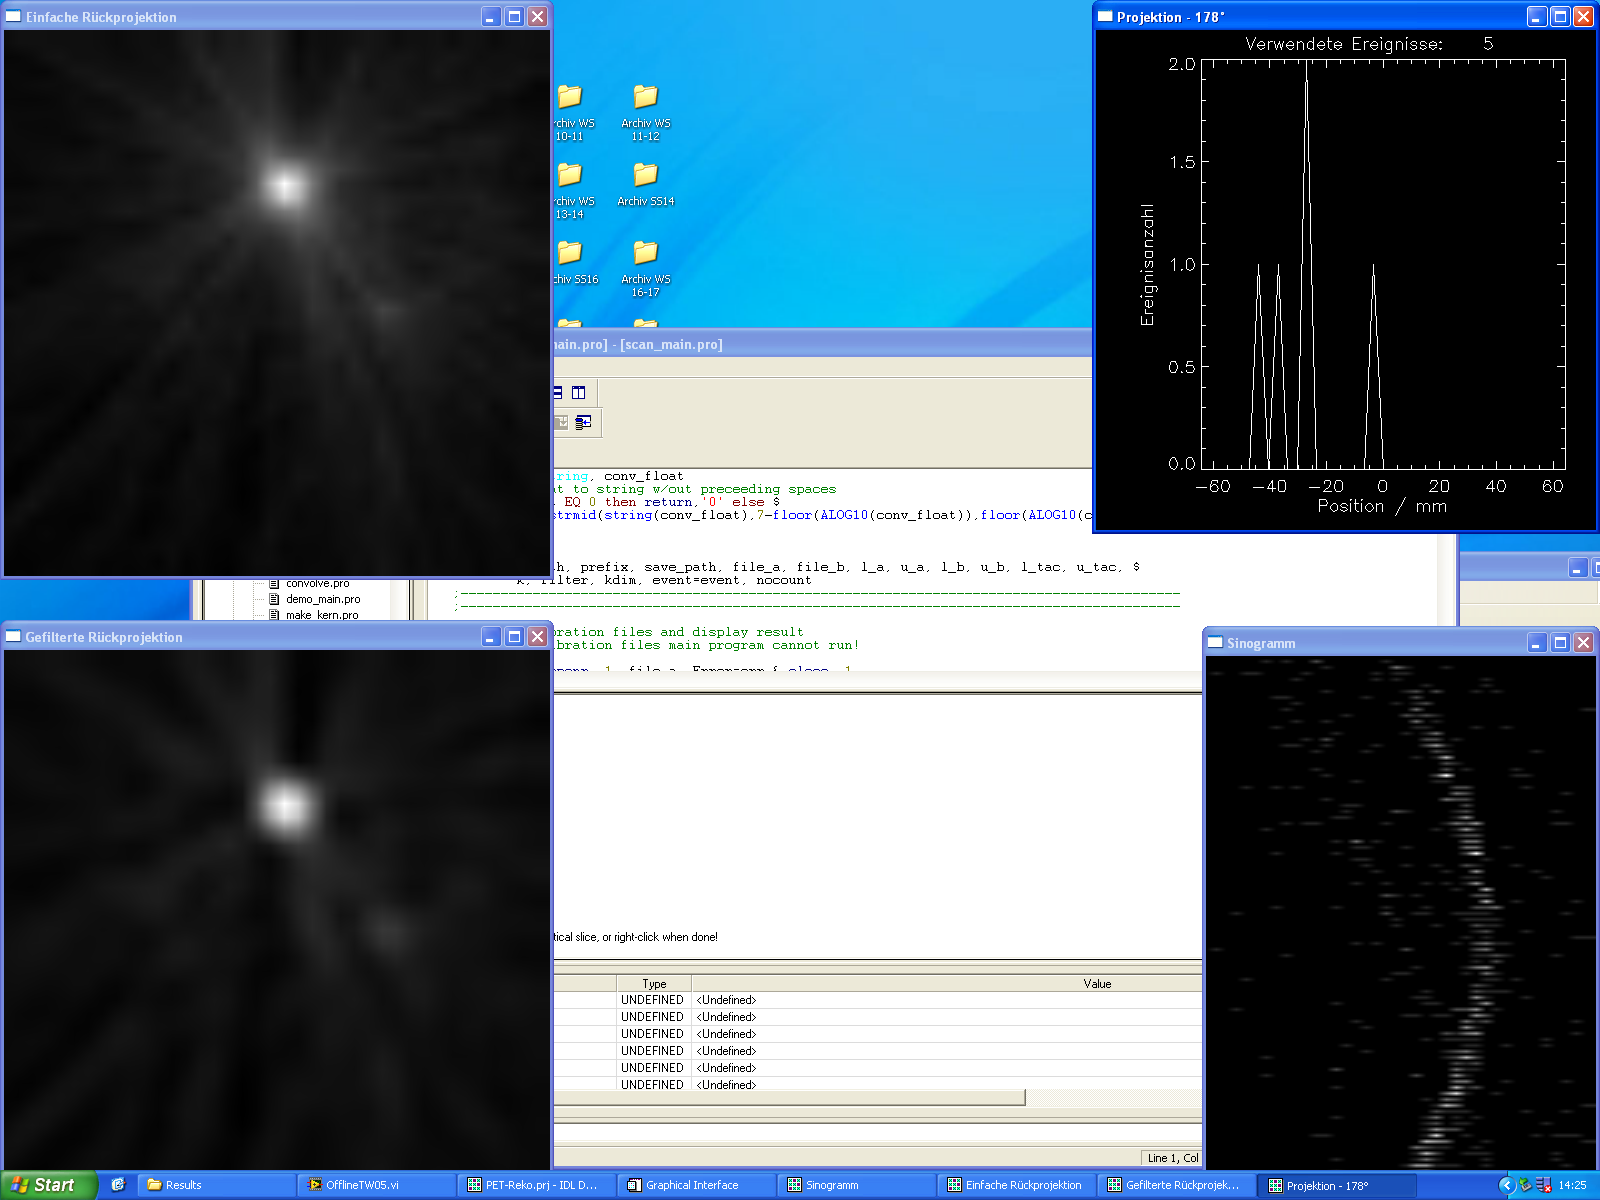 Einfache Rückprojektion
Projektion - 178°
Verwendete Ereignisse: 5
2.0
1.5
1.0
0.5
0.0
Ereignisanzahl
−60 −40 −20 0 20 40 60
Position / mm
chiv WS
10-11
Archiv WS
11-12
chiv WS
13-14
Archiv SS14
chiv SS16
Archiv WS
16-17
main.pro] - [scan_main.pro]
ring, conv_float
at to string w/out preceeding spaces
EQ 0 then return,'0' else $
strmid(string(conv_float),7-floor(ALOG10(conv_float)),floor(ALOG10(c
h, prefix, save_path, file_a, file_b, l_a, u_a, l_b, u_b, l_tac, u_tac, $
k, filter, kdim, event=event, nocount
;------------------------------------------------------------------------------------------
;------------------------------------------------------------------------------------------
bration files and display result
ibration files main program cannot run!
convolve.pro
demo_main.pro
make_kern.pro
Gefilterte Rückprojektion
Sinogramm
tical slice, or right-click when done!
Type Value
UNDEFINED <Undefined>
UNDEFINED <Undefined>
UNDEFINED <Undefined>
UNDEFINED <Undefined>
UNDEFINED <Undefined>
UNDEFINED <Undefined>
Line 1, Col
Start
Results
OfflineTW05.vi
PET-Reko.prj - IDL D...
Graphical Interface
Sinogramm
Einfache Rückprojektion
Gefilterte Rückprojek...
Projektion - 178°
14:25